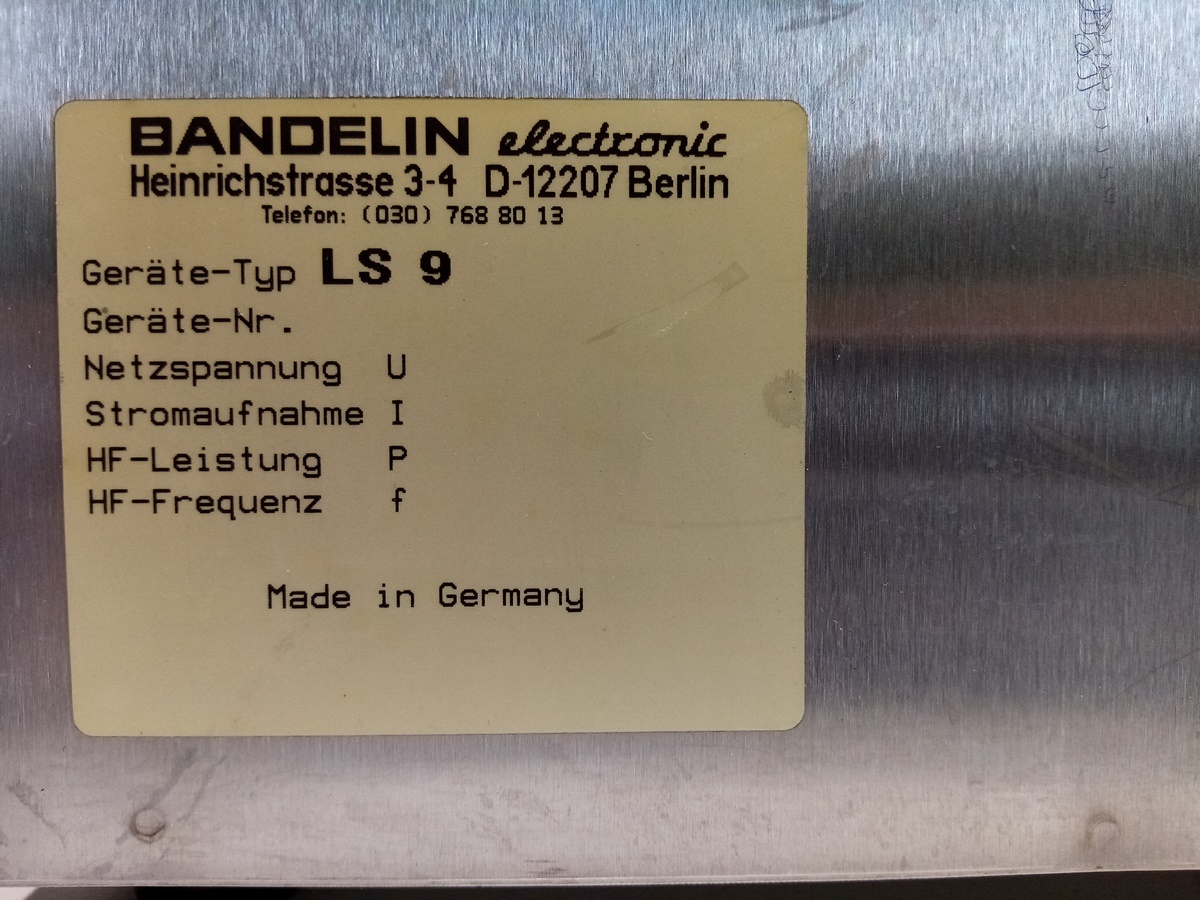 BANDELIN electronic
Heinrichstrasse 3-4 D-12207 Berlin
Telefon: (030) 768 80 13
Geräte-Typ LS 9
Geräte-Nr.
Netzspannung U
Stromaufnahme I
HF-Leistung P
HF-Frequenz f
Made in Germany